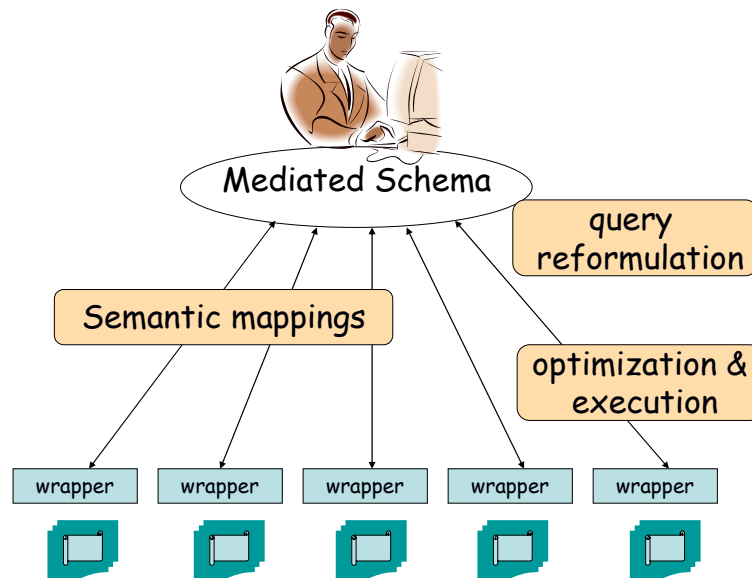 Mediated Schema
query
reformulation
Semantic mappings
optimization &
execution
wrapper
wrapper
wrapper
wrapper
wrapper